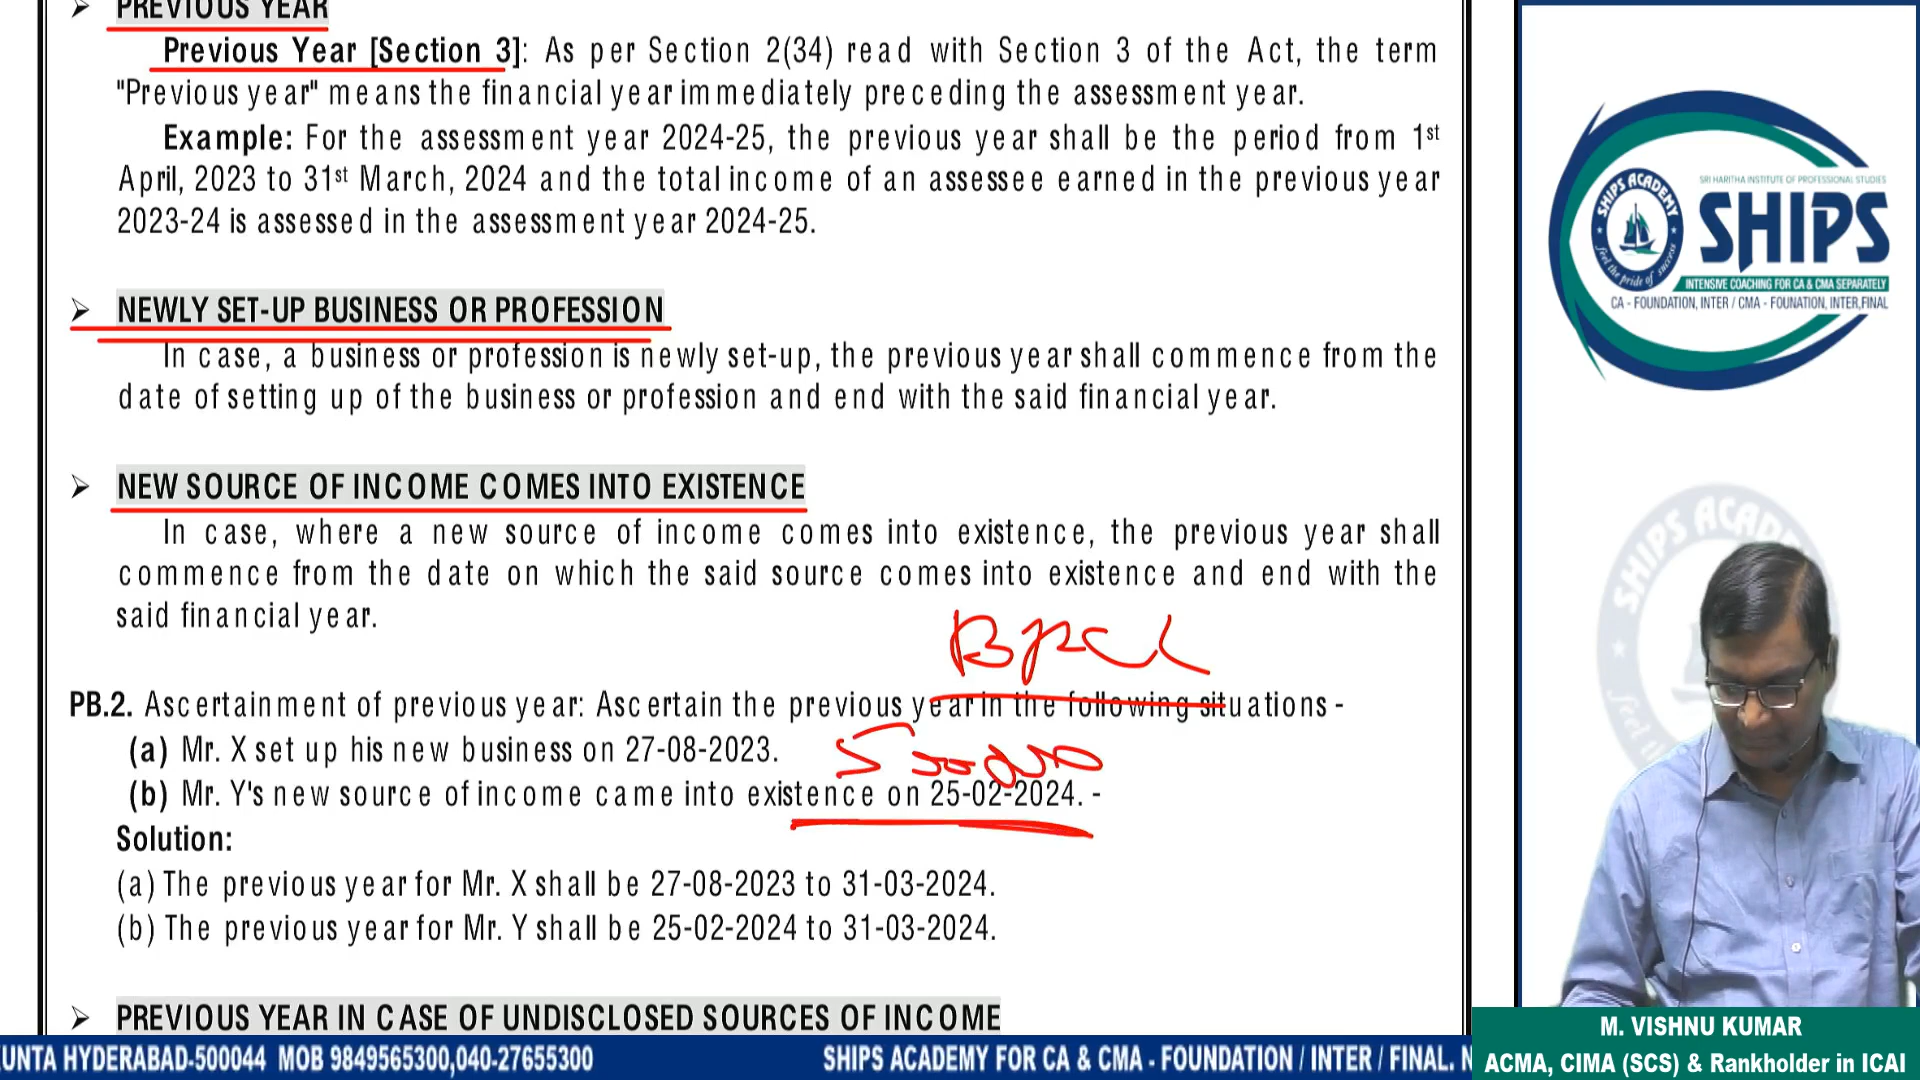 PREVIOUS YEAR
Previous Year [Section 3]: As per Section 2(34) read with Section 3 of the Act, the term
"Previous year" means the financial year immediately preceding the assessment year.
Example: For the assessment year 2024-25, the previous year shall be the period from 1st
April, 2023 to 31st March, 2024 and the total income of an assessee earned in the previous year
2023-24 is assessed in the assessment year 2024-25.
NEWLY SET-UP BUSINESS OR PROFESSION
In case, a business or profession is newly set-up, the previous year shall commence from the
date of setting up of the business or profession and end with the said financial year.
NEW SOURCE OF INCOME COMES INTO EXISTENCE
In case, where a new source of income comes into existence, the previous year shall
commence from the date on which the said source comes into existence and end with the
said financial year.
BPCL
PB.2. Ascertainment of previous year: Ascertain the previous year in the following situations -
(a) Mr. X set up his new business on 27-08-2023.
(b) Mr. Y's new source of income came into existence on 25-02-2024. -
Solution:
(a) The previous year for Mr. X shall be 27-08-2023 to 31-03-2024.
(b) The previous year for Mr. Y shall be 25-02-2024 to 31-03-2024.
PREVIOUS YEAR IN CASE OF UNDISCLOSED SOURCES OF INCOME
SRI HARITHA INSTITUTE OF PROFESSIONAL STUDIES
SHIPS ACADEMY
feel the pride of success
SHIPS
INTENSIVE COACHING FOR CA & CMA SEPARATELY
CA - FOUNDATION, INTER / CMA - FOUNATION, INTER,FINAL
SHIPS ACADEMY
feel
M. VISHNU KUMAR
ACMA, CIMA (SCS) & Rankholder in ICAI
UNTA HYDERABAD-500044 MOB 9849565300,040-27655300
SHIPS ACADEMY FOR CA & CMA - FOUNDATION / INTER / FINAL. N